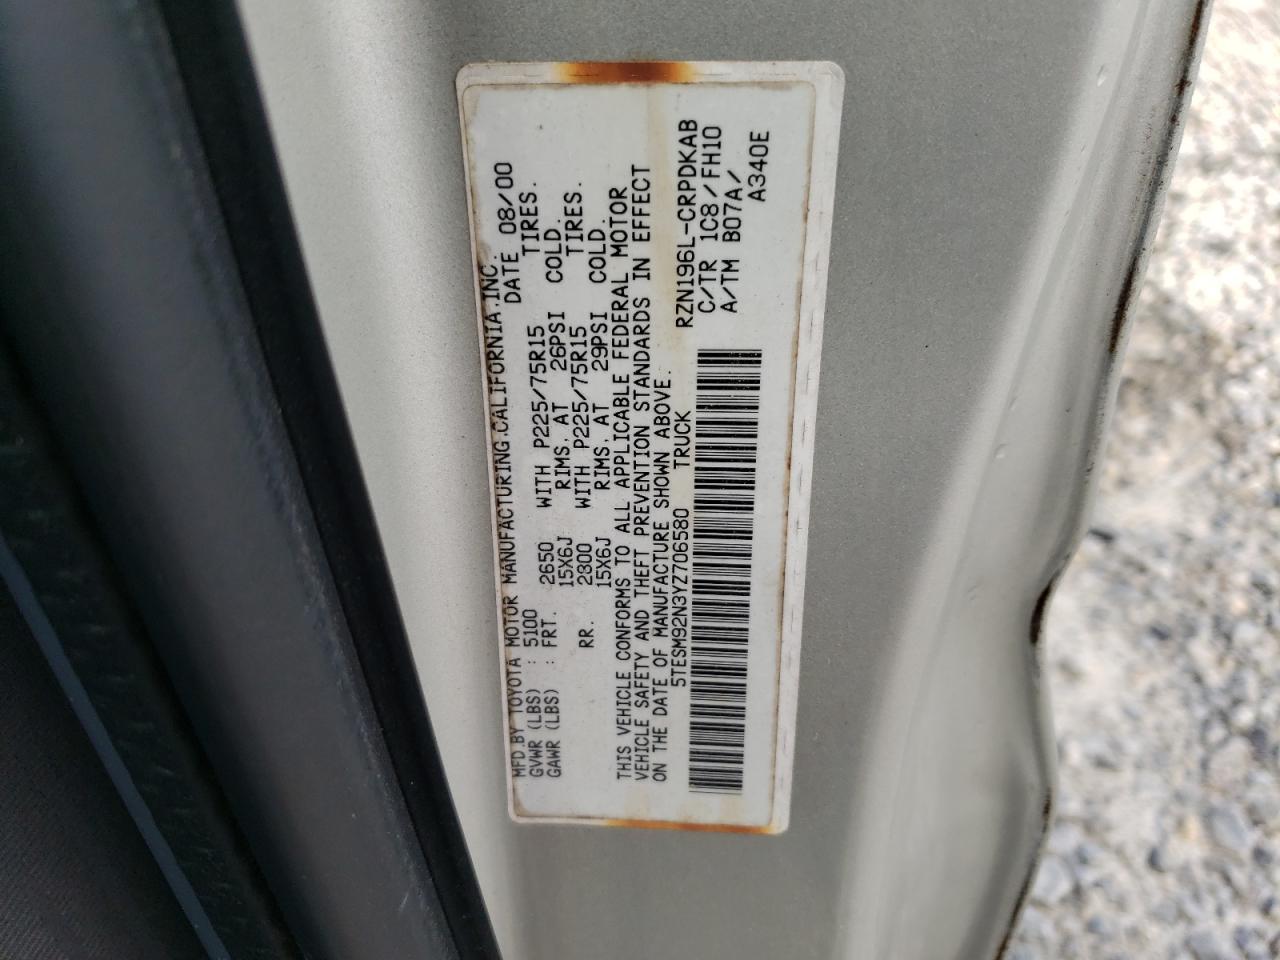 MFD.BY TOYOTA MOTOR MANUFACTURING.CALIFORNIA.INC.
GVWR (LBS) : 5100 DATE 08/00
GAWR (LBS) : FRT. 2650 WITH P225/75R15 TIRES.
15X6J RIMS, AT 26PSI COLD.
RR. 2800 WITH P225/75R15 TIRES.
15X6J RIMS, AT 29PSI COLD.
THIS VEHICLE CONFORMS TO ALL APPLICABLE FEDERAL MOTOR
VEHICLE SAFETY AND THEFT PREVENTION STANDARDS IN EFFECT
ON THE DATE OF MANUFACTURE SHOWN ABOVE.
5TESM92N3YZ706580 TRUCK
RZN196L-CRPDKAB
C/TR 1C8/FH10
A/TM B07A/
A340E